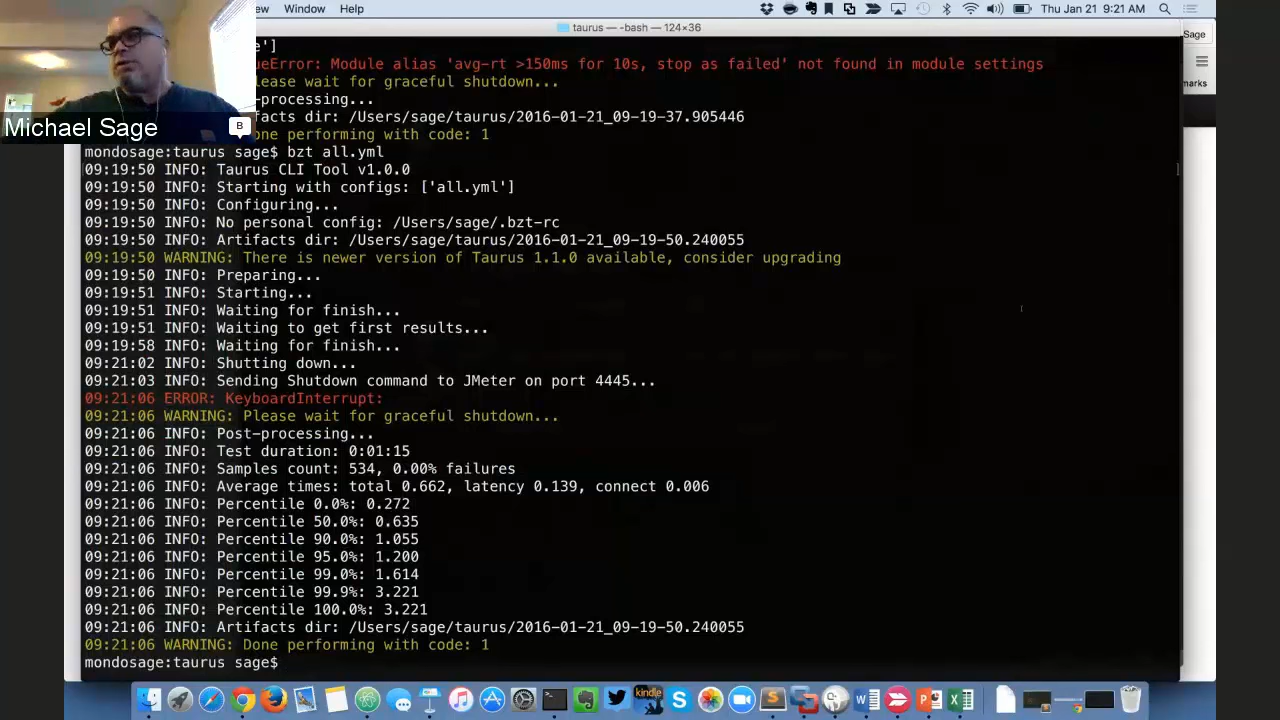 ew Window Help Thu Jan 21 9:21 AM
taurus — -bash — 124×36
Sage
marks
e']
ueError: Module alias 'avg-rt >150ms for 10s, stop as failed' not found in module settings
lease wait for graceful shutdown...
-processing...
facts dir: /Users/sage/taurus/2016-01-21_09-19-37.905446
one performing with code: 1
Michael Sage
B
mondosage:taurus sage$ bzt all.yml
09:19:50 INFO: Taurus CLI Tool v1.0.0
09:19:50 INFO: Starting with configs: ['all.yml']
09:19:50 INFO: Configuring...
09:19:50 INFO: No personal config: /Users/sage/.bzt-rc
09:19:50 INFO: Artifacts dir: /Users/sage/taurus/2016-01-21_09-19-50.240055
09:19:50 WARNING: There is newer version of Taurus 1.1.0 available, consider upgrading
09:19:50 INFO: Preparing...
09:19:51 INFO: Starting...
09:19:51 INFO: Waiting for finish...
09:19:51 INFO: Waiting to get first results...
09:19:58 INFO: Waiting for finish...
09:21:02 INFO: Shutting down...
09:21:03 INFO: Sending Shutdown command to JMeter on port 4445...
09:21:06 ERROR: KeyboardInterrupt:
09:21:06 WARNING: Please wait for graceful shutdown...
09:21:06 INFO: Post-processing...
09:21:06 INFO: Test duration: 0:01:15
09:21:06 INFO: Samples count: 534, 0.00% failures
09:21:06 INFO: Average times: total 0.662, latency 0.139, connect 0.006
09:21:06 INFO: Percentile 0.0%: 0.272
09:21:06 INFO: Percentile 50.0%: 0.635
09:21:06 INFO: Percentile 90.0%: 1.055
09:21:06 INFO: Percentile 95.0%: 1.200
09:21:06 INFO: Percentile 99.0%: 1.614
09:21:06 INFO: Percentile 99.9%: 3.221
09:21:06 INFO: Percentile 100.0%: 3.221
09:21:06 INFO: Artifacts dir: /Users/sage/taurus/2016-01-21_09-19-50.240055
09:21:06 WARNING: Done performing with code: 1
mondosage:taurus sage$
kindle